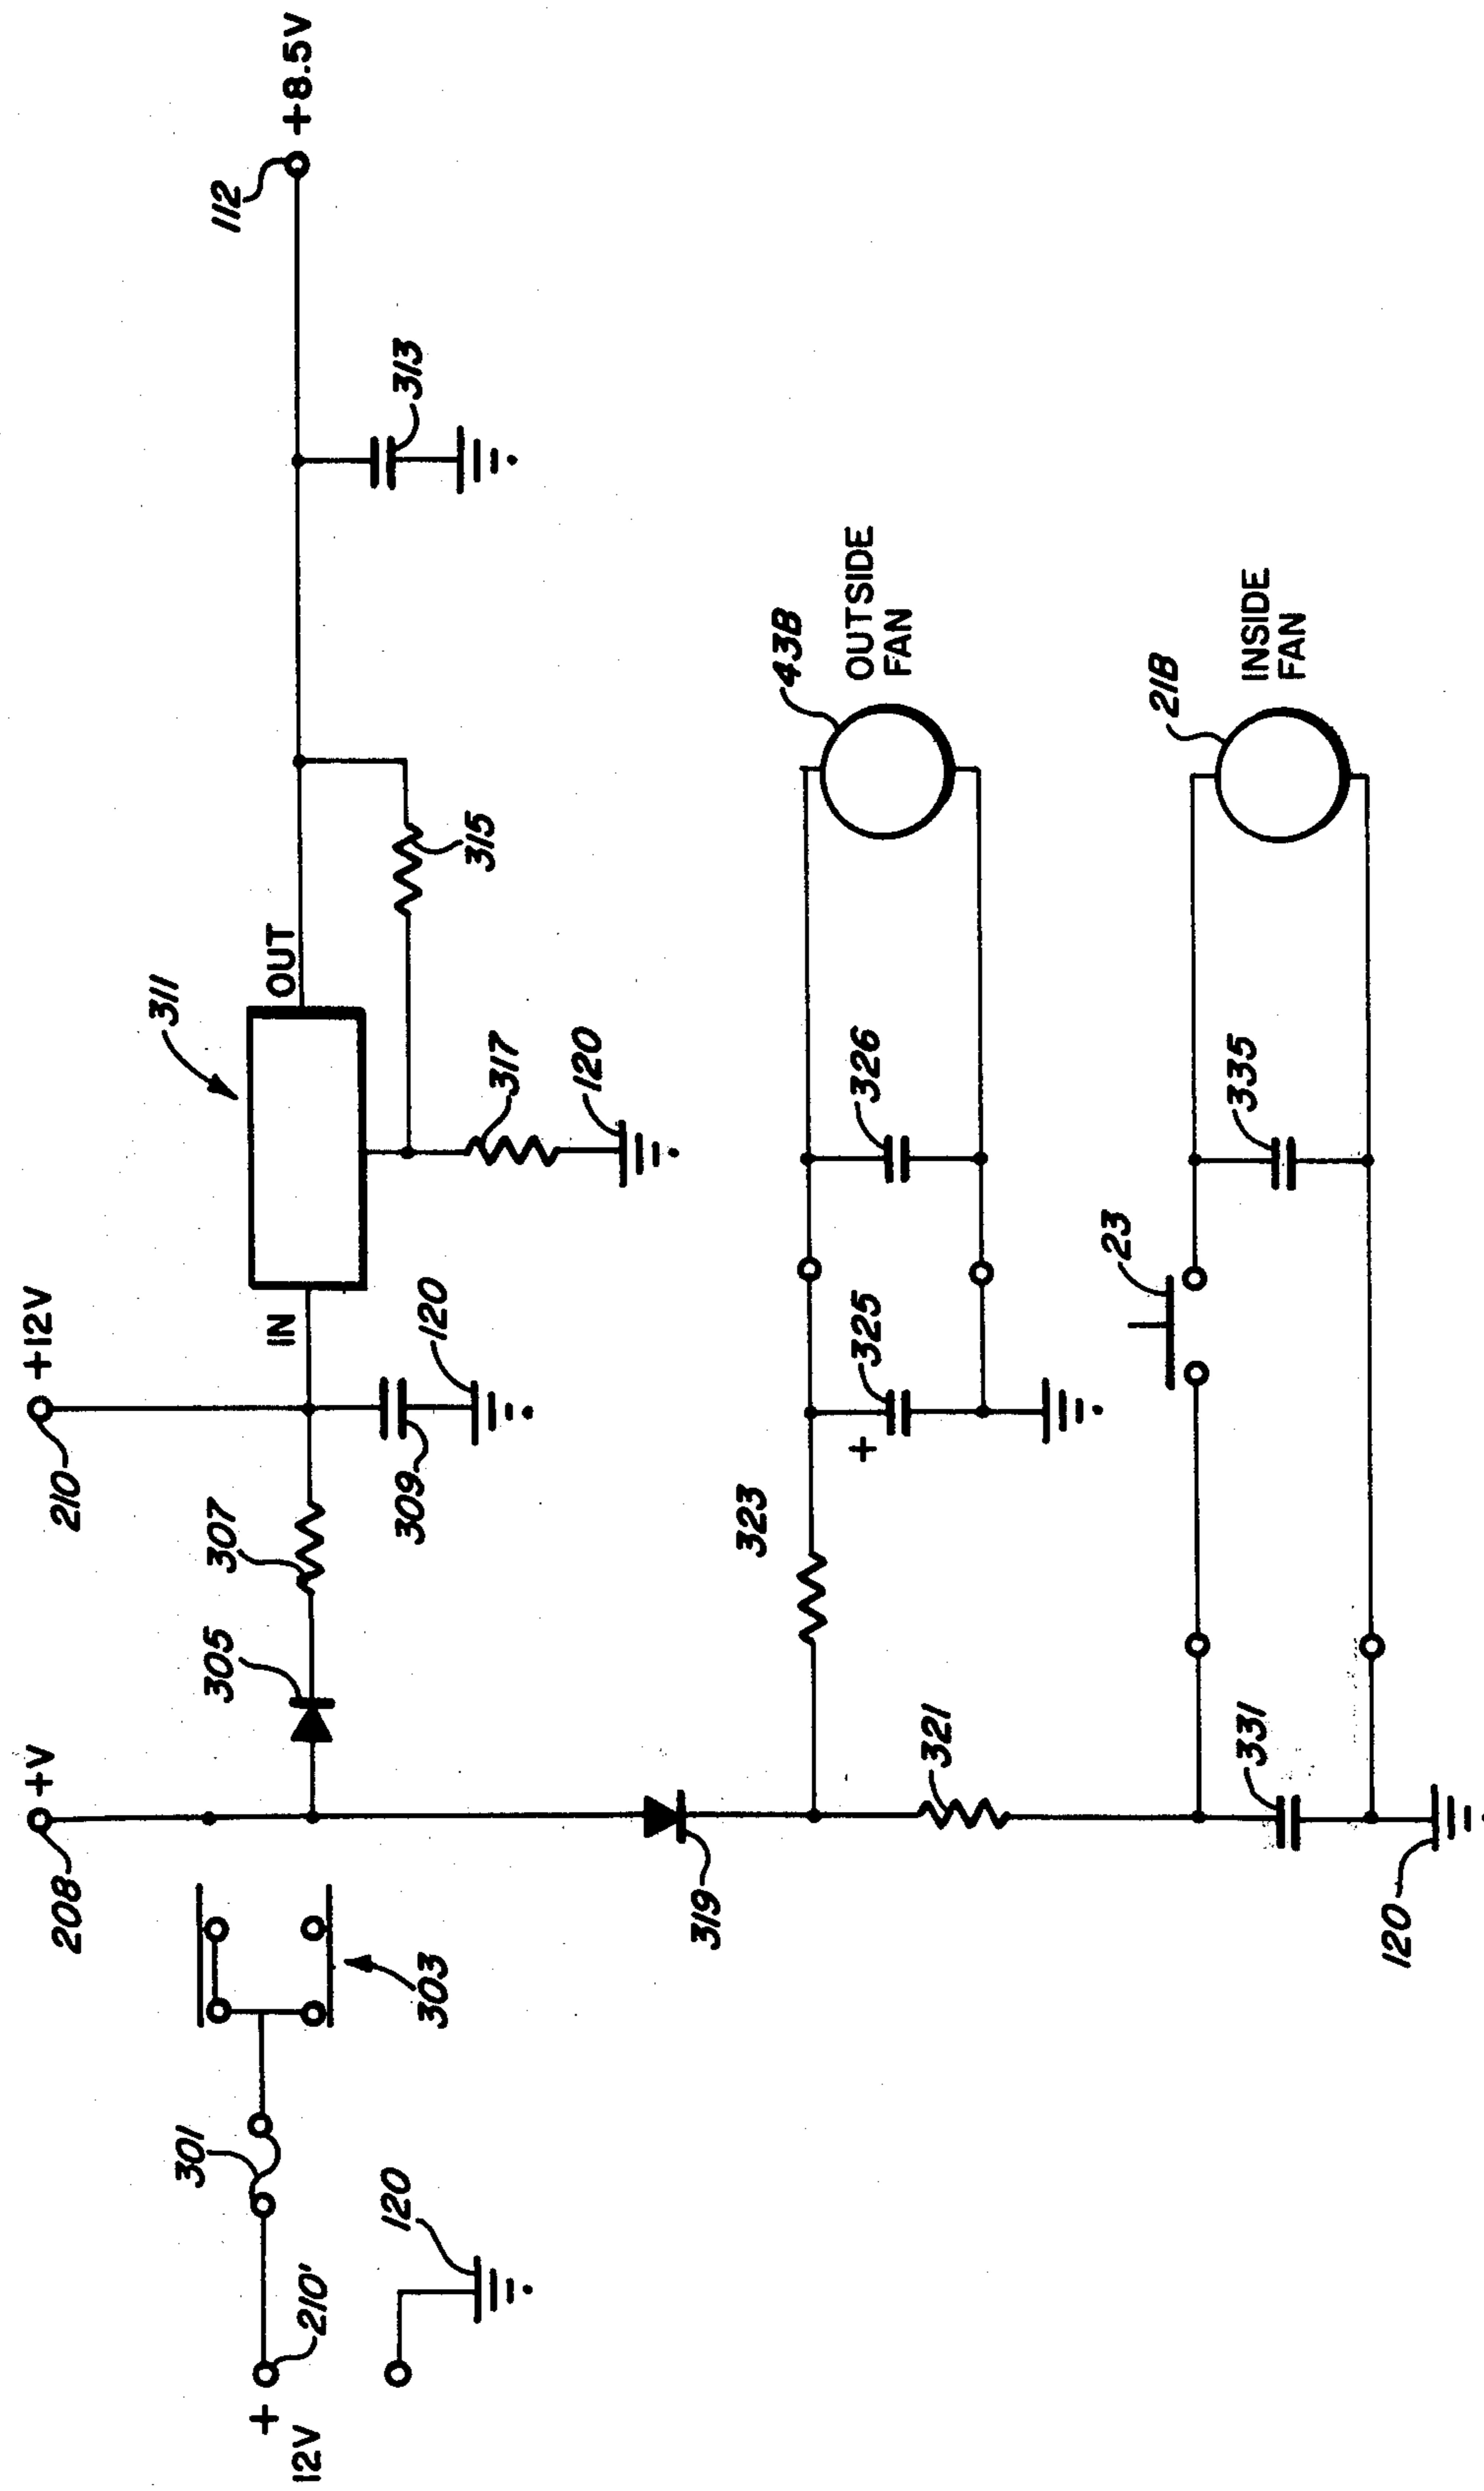 +
12V
210'
120
301
303
208
+V
305
307
210
+12V
309
120
IN
311
OUT
317
120
315
313
112
+8.5V
319
323
+
325
326
43B
OUTSIDE
FAN
321
331
120
23
335
21B
INSIDE
FAN